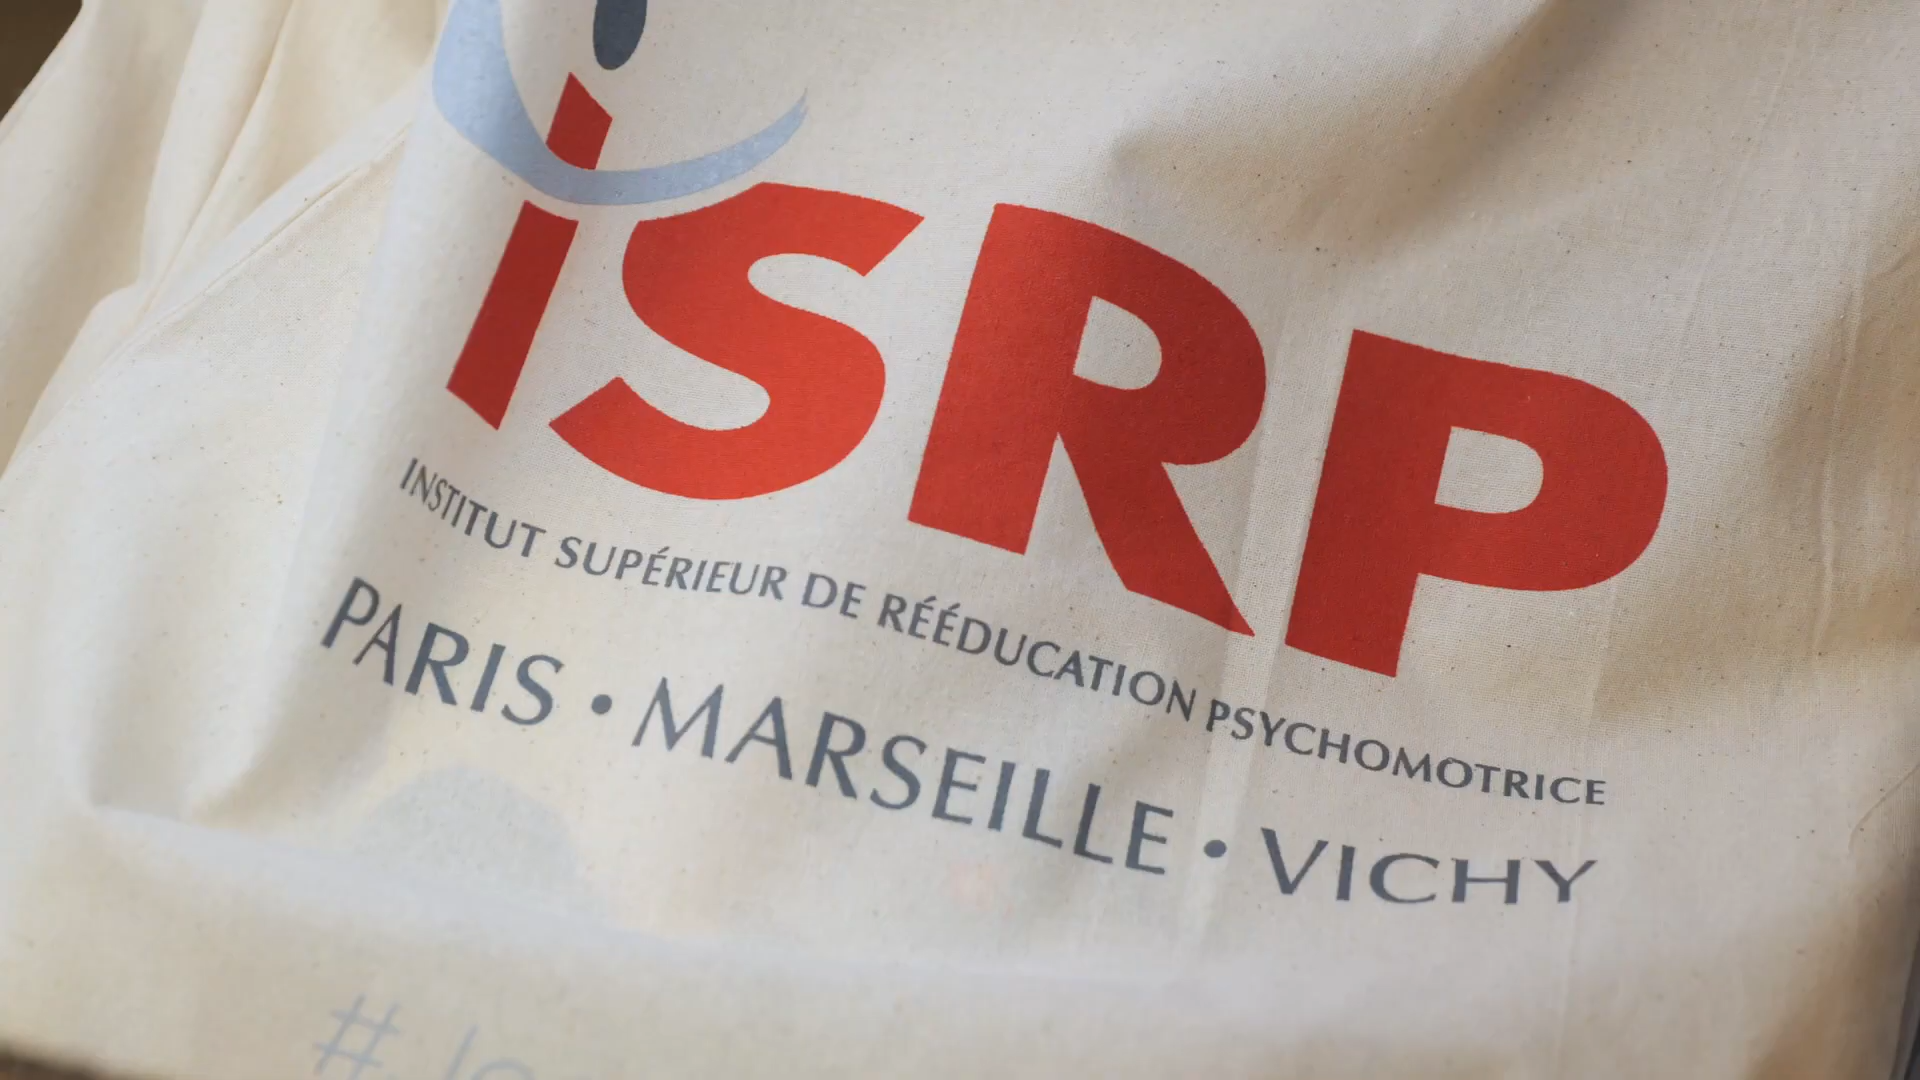 iSRP
INSTITUT SUPÉRIEUR DE RÉÉDUCATION PSYCHOMOTRICE
PARIS • MARSEILLE • VICHY